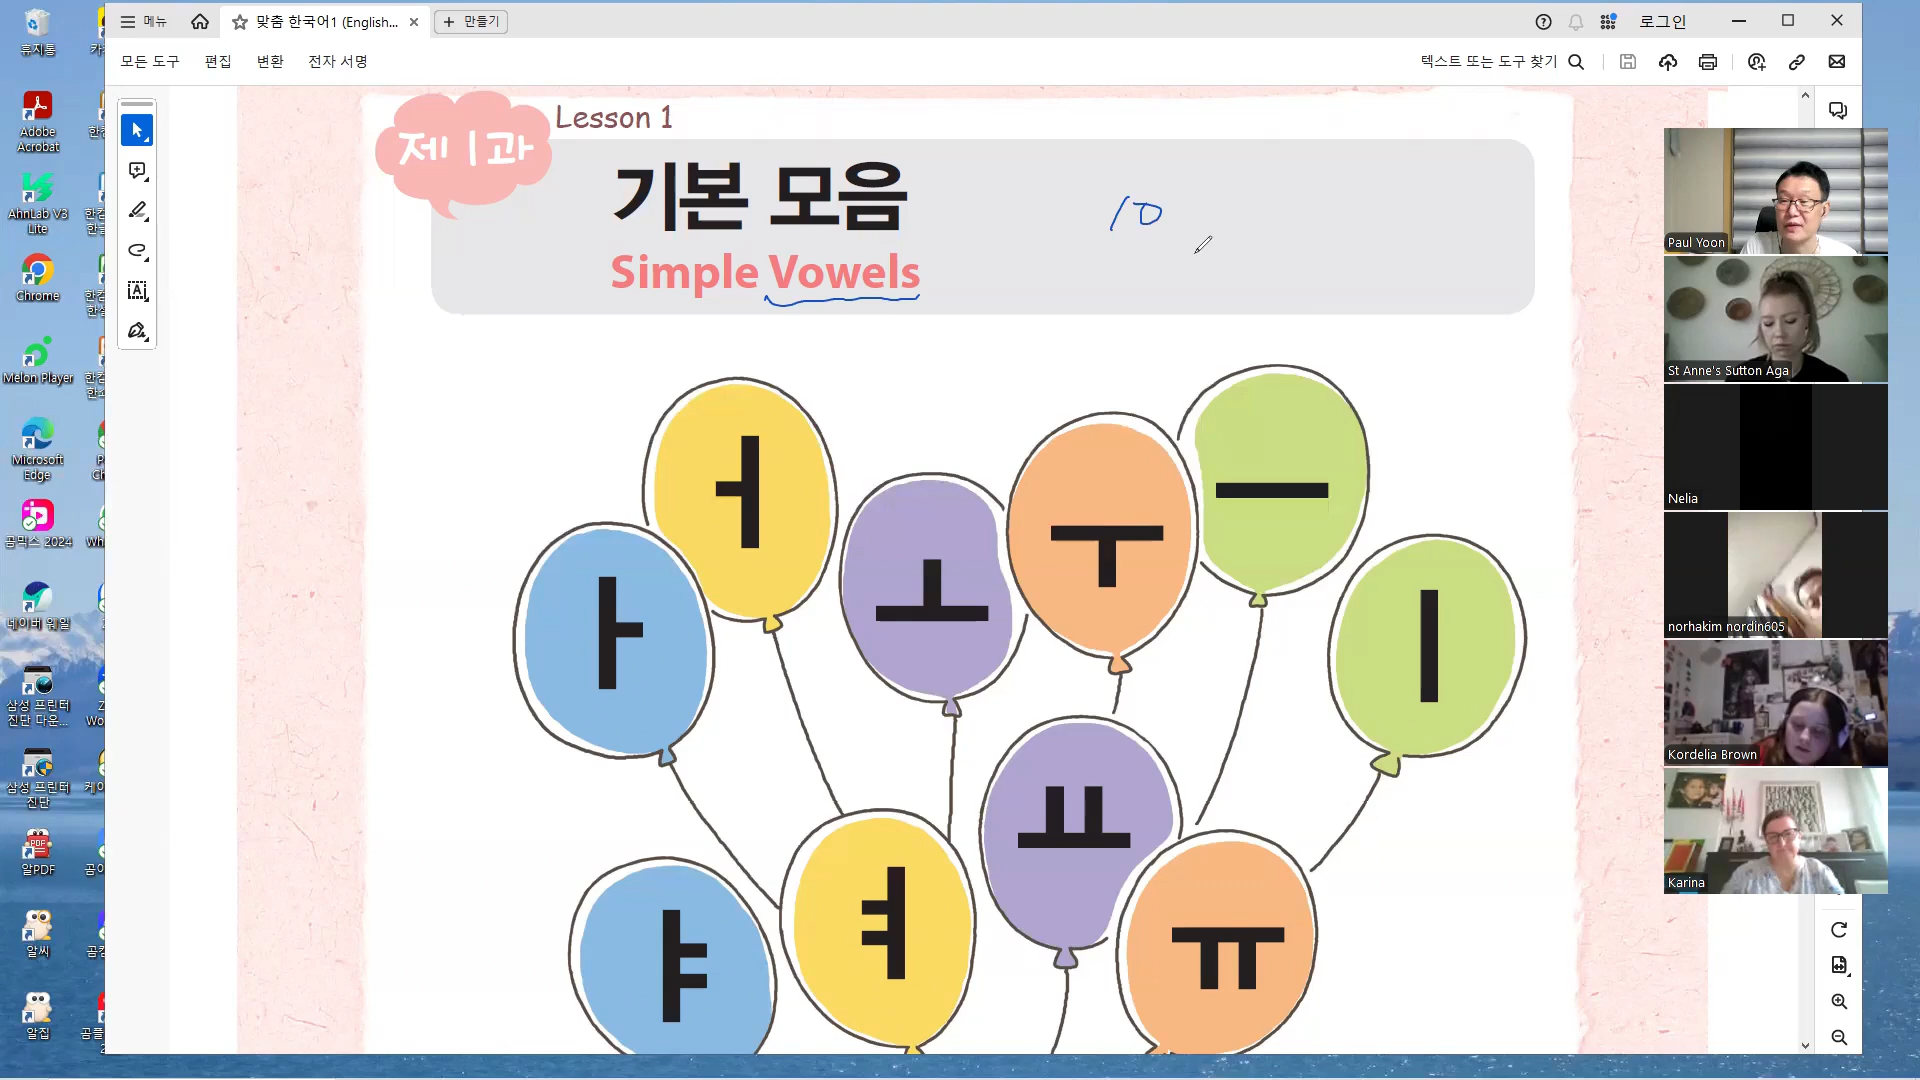 메뉴
맞춤 한국어1 (English...
만들기
로그인
모든 도구 편집 변환 전자 서명
텍스트 또는 도구 찾기
휴지통
Adobe Acrobat
AhnLab V3 Lite
Chrome
Melon Player
Microsoft Edge
곰믹스 2024
네이버 웨일
삼성 프린터 진단 다운...
삼성 프린터 진단
알PDF
알씨
알집
제1과
Lesson 1
기본 모음
10
Simple Vowels
ㅓ
ㅡ
ㅜ
ㅗ
ㅏ
ㅣ
ㅛ
ㅕ
ㅠ
ㅑ
Paul Yoon
St Anne's Sutton Aga
Nelia
norhakim nordin605
Kordelia Brown
Karina